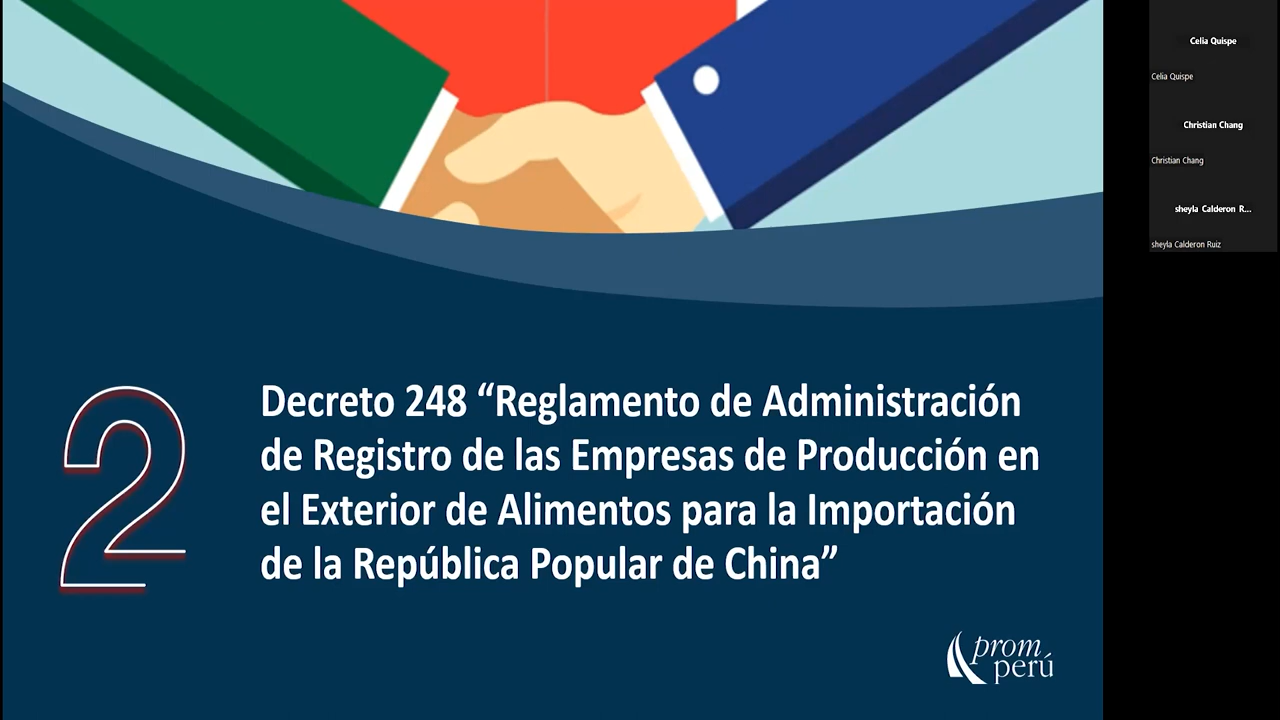 2
Decreto 248 “Reglamento de Administración
de Registro de las Empresas de Producción en
el Exterior de Alimentos para la Importación
de la República Popular de China”
prom
perú
Celia Quispe
Celia Quispe
Christian Chang
Christian Chang
sheyla Calderon R...
sheyla Calderon Ruiz